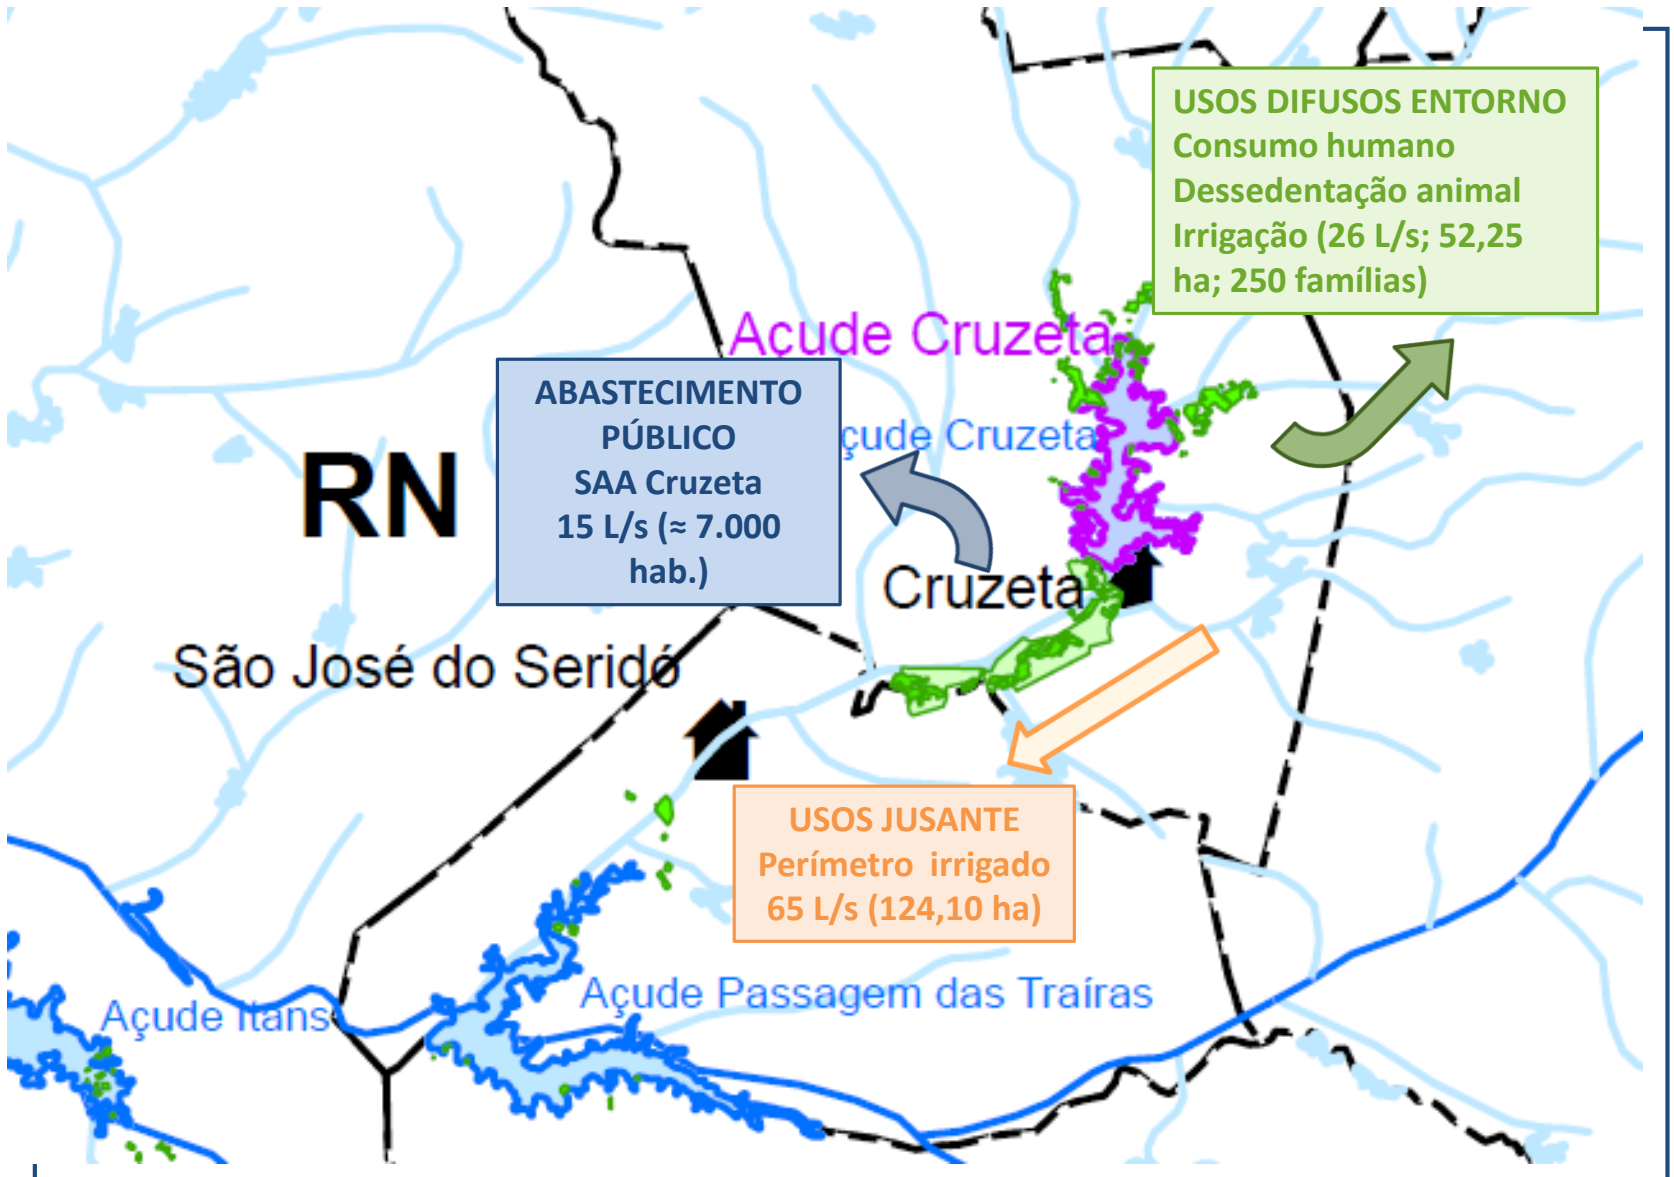 USOS DIFUSOS ENTORNO
Consumo humano
Dessedentação animal
Irrigação (26 L/s; 52,25
ha; 250 famílias)
Açude Cruzeta
ABASTECIMENTO
PÚBLICO
SAA Cruzeta
15 L/s (≈ 7.000
hab.)
çude Cruzeta
RN
Cruzeta
São José do Seridó
USOS JUSANTE
Perímetro irrigado
65 L/s (124,10 ha)
Açude Passagem das Traíras
Açude Itans